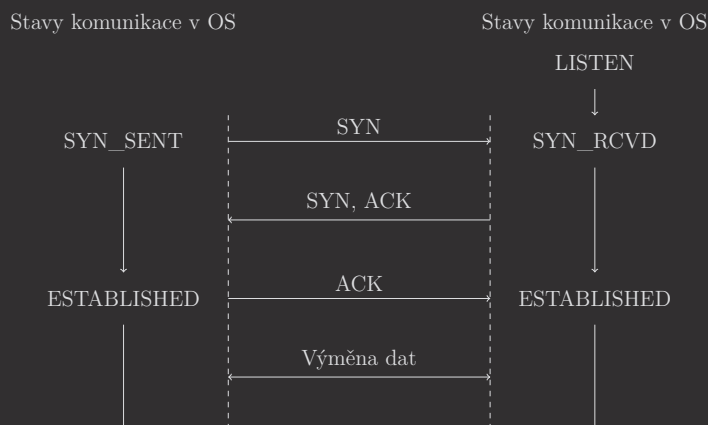 Stavy komunikace v OS
Stavy komunikace v OS
LISTEN
SYN_SENT
SYN
SYN_RCVD
SYN, ACK
ESTABLISHED
ACK
ESTABLISHED
Výměna dat